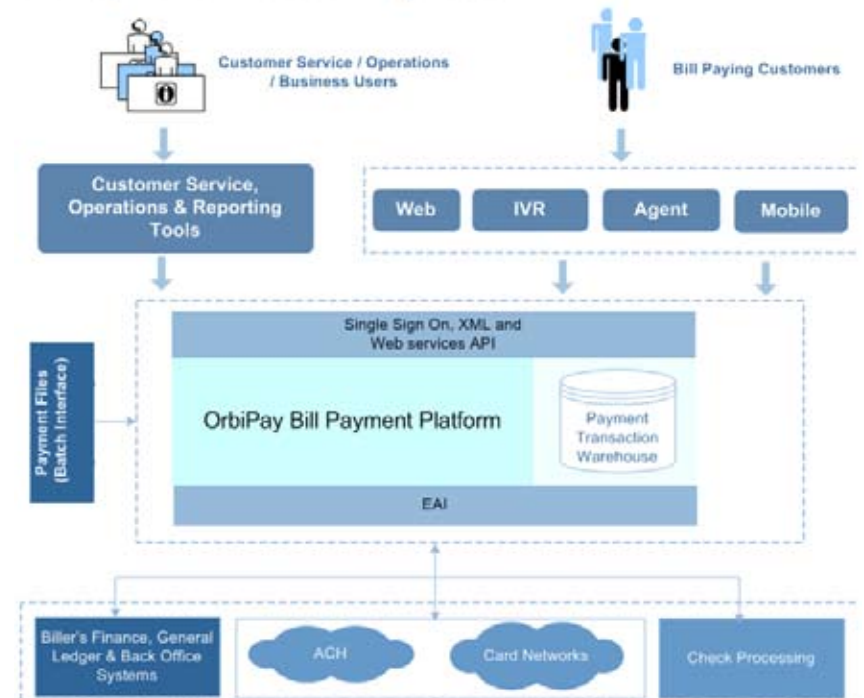 Customer Service / Operations
/ Business Users
Bill Paying Customers
Customer Service,
Operations & Reporting
Tools
Web
IVR
Agent
Mobile
Single Sign On, XML and
Web services API
Payment Files
(Batch Interface)
OrbiPay Bill Payment Platform
Payment
Transaction
Warehouse
EAI
Biller's Finance, General
Ledger & Back Office
Systems
ACH
Card Networks
Check Processing